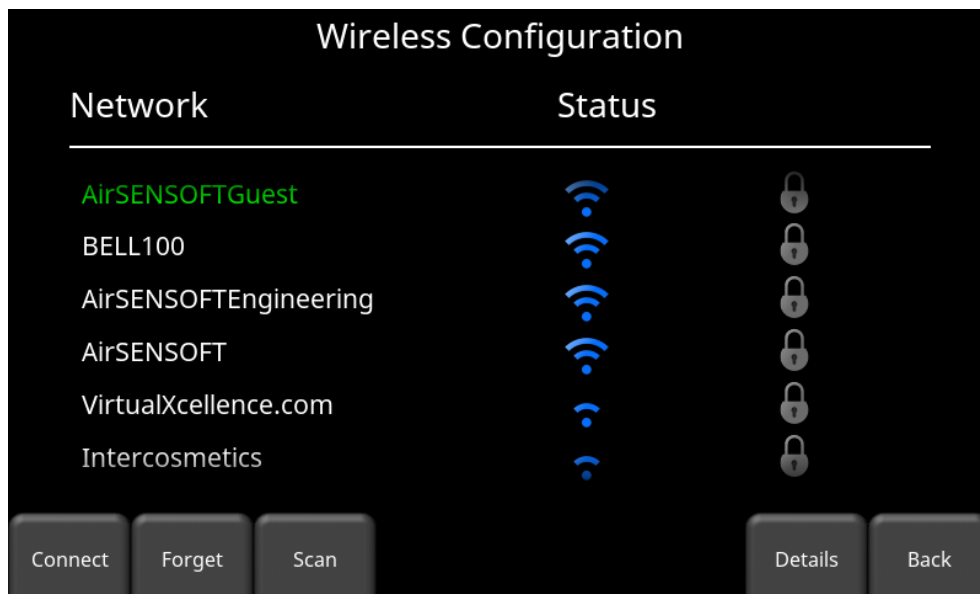 Wireless Configuration
Network Status
AirSENSOFTGuest
BELL100
AirSENSOFTEngineering
AirSENSOFT
VirtualXcellence.com
Intercosmetics
Connect Forget Scan Details Back